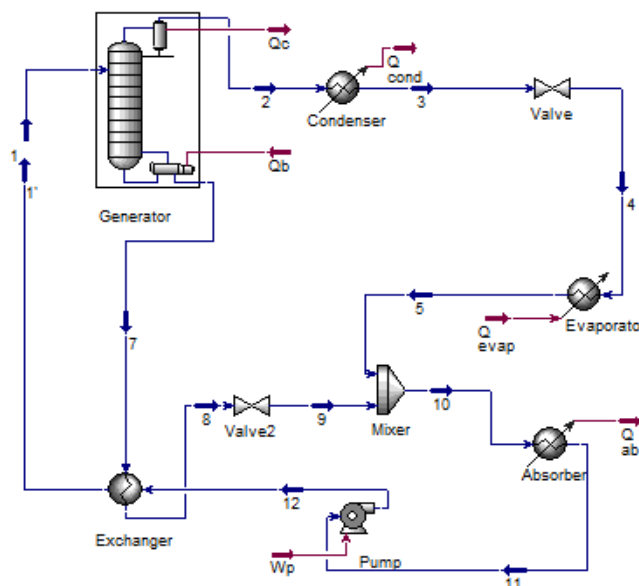 Qc
Q
cond
2
3
Condenser
Valve
1
1'
Qb
4
Generator
5
Q
evap
Evaporato
7
8
9
10
Valve2
Mixer
Q
ab
Absorber
12
Exchanger
Wp
Pump
11